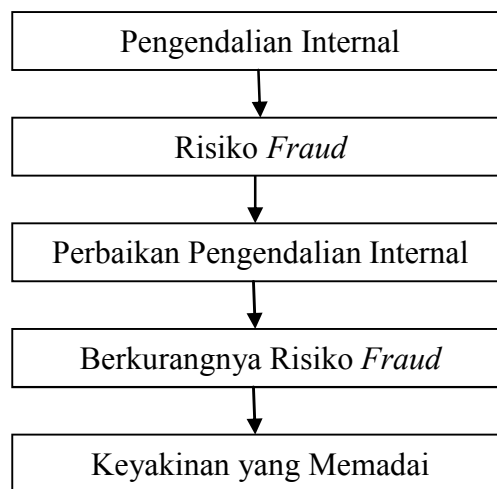 Pengendalian Internal
Risiko Fraud
Perbaikan Pengendalian Internal
Berkurangnya Risiko Fraud
Keyakinan yang Memadai